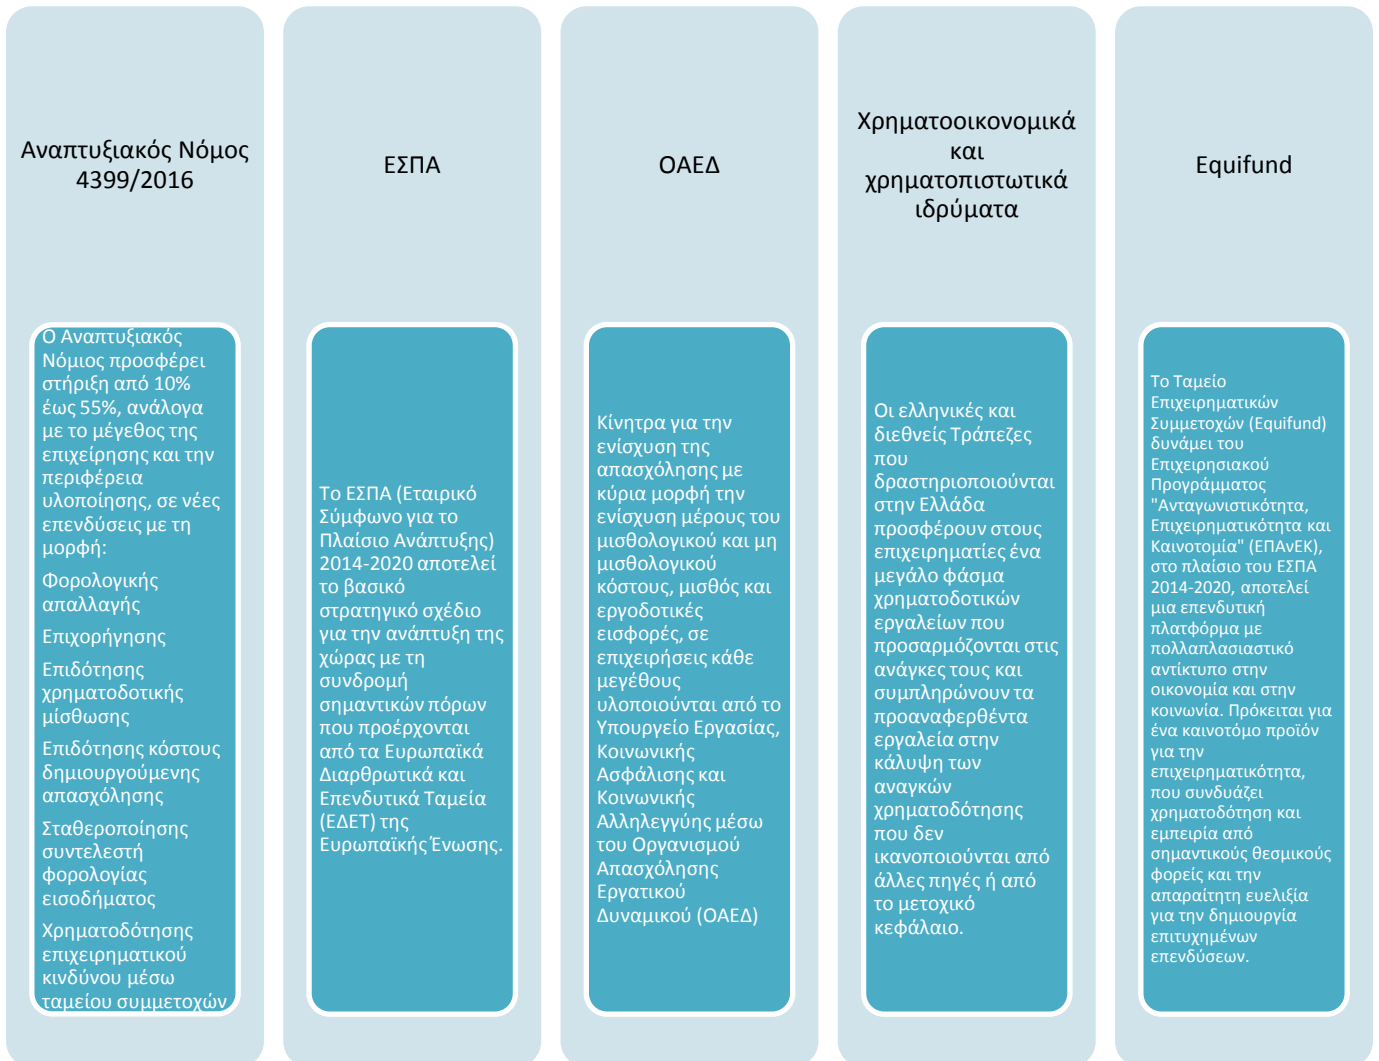 Αναπτυξιακός Νόμος
4399/2016
Ο Αναπτυξιακός
Νόμιος προσφέρει
στήριξη από 10%
έως 55%, ανάλογα
με το μέγεθος της
επιχείρησης και την
περιφέρεια
υλοποίησης, σε νέες
επενδύσεις με τη
μορφή:
Φορολογικής
απαλλαγής
Επιχορήγησης
Επιδότησης
χρηματοδοτικής
μίσθωσης
Επιδότησης κόστους
δημιουργούμενης
απασχόλησης
Σταθεροποίησης
συντελεστή
φορολογίας
εισοδήματος
Χρηματοδότησης
επιχειρηματικού
κινδύνου μέσω
ταμείου συμμετοχών
ΕΣΠΑ
Το ΕΣΠΑ (Εταιρικό
Σύμφωνο για το
Πλαίσιο Ανάπτυξης)
2014-2020 αποτελεί
το βασικό
στρατηγικό σχέδιο
για την ανάπτυξη της
χώρας με τη
συνδρομή
σημαντικών πόρων
που προέρχονται
από τα Ευρωπαϊκά
Διαρθρωτικά και
Επενδυτικά Ταμεία
(ΕΔΕΤ) της
Ευρωπαϊκής Ένωσης.
ΟΑΕΔ
Κίνητρα για την
ενίσχυση της
απασχόλησης με
κύρια μορφή την
ενίσχυση μέρους του
μισθολογικού και μη
μισθολογικού
κόστους, μισθός και
εργοδοτικές
εισφορές, σε
επιχειρήσεις κάθε
μεγέθους
υλοποιούνται από το
Υπουργείο Εργασίας,
Κοινωνικής
Ασφάλισης και
Κοινωνικής
Αλληλεγγύης μέσω
του Οργανισμού
Απασχόλησης
Εργατικού
Δυναμικού (ΟΑΕΔ)
Χρηματοοικονομικά
και
χρηματοπιστωτικά
ιδρύματα
Οι ελληνικές και
διεθνείς Τράπεζες
που
δραστηριοποιούνται
στην Ελλάδα
προσφέρουν στους
επιχειρηματίες ένα
μεγάλο φάσμα
χρηματοδοτικών
εργαλείων που
προσαρμόζονται στις
ανάγκες τους και
συμπληρώνουν τα
προαναφερθέντα
εργαλεία στην
κάλυψη των
αναγκών
χρηματοδότησης
που δεν
ικανοποιούνται από
άλλες πηγές ή από
το μετοχικό
κεφάλαιο.
Equifund
Το Ταμείο
Επιχειρηματικών
Συμμετοχών (Equifund)
δυνάμει του
Επιχειρησιακού
Προγράμματος
"Ανταγωνιστικότητα,
Επιχειρηματικότητα και
Καινοτομία" (ΕΠΑνΕΚ),
στο πλαίσιο του ΕΣΠΑ
2014-2020, αποτελεί
μια επενδυτική
πλατφόρμα με
πολλαπλασιαστικό
αντίκτυπο στην
οικονομία και στην
κοινωνία. Πρόκειται για
ένα καινοτόμο προϊόν
για την
επιχειρηματικότητα,
που συνδυάζει
χρηματοδότηση και
εμπειρία από
σημαντικούς θεσμικούς
φορείς και την
απαραίτητη ευελιξία
για την δημιουργία
επιτυχημένων
επενδύσεων.